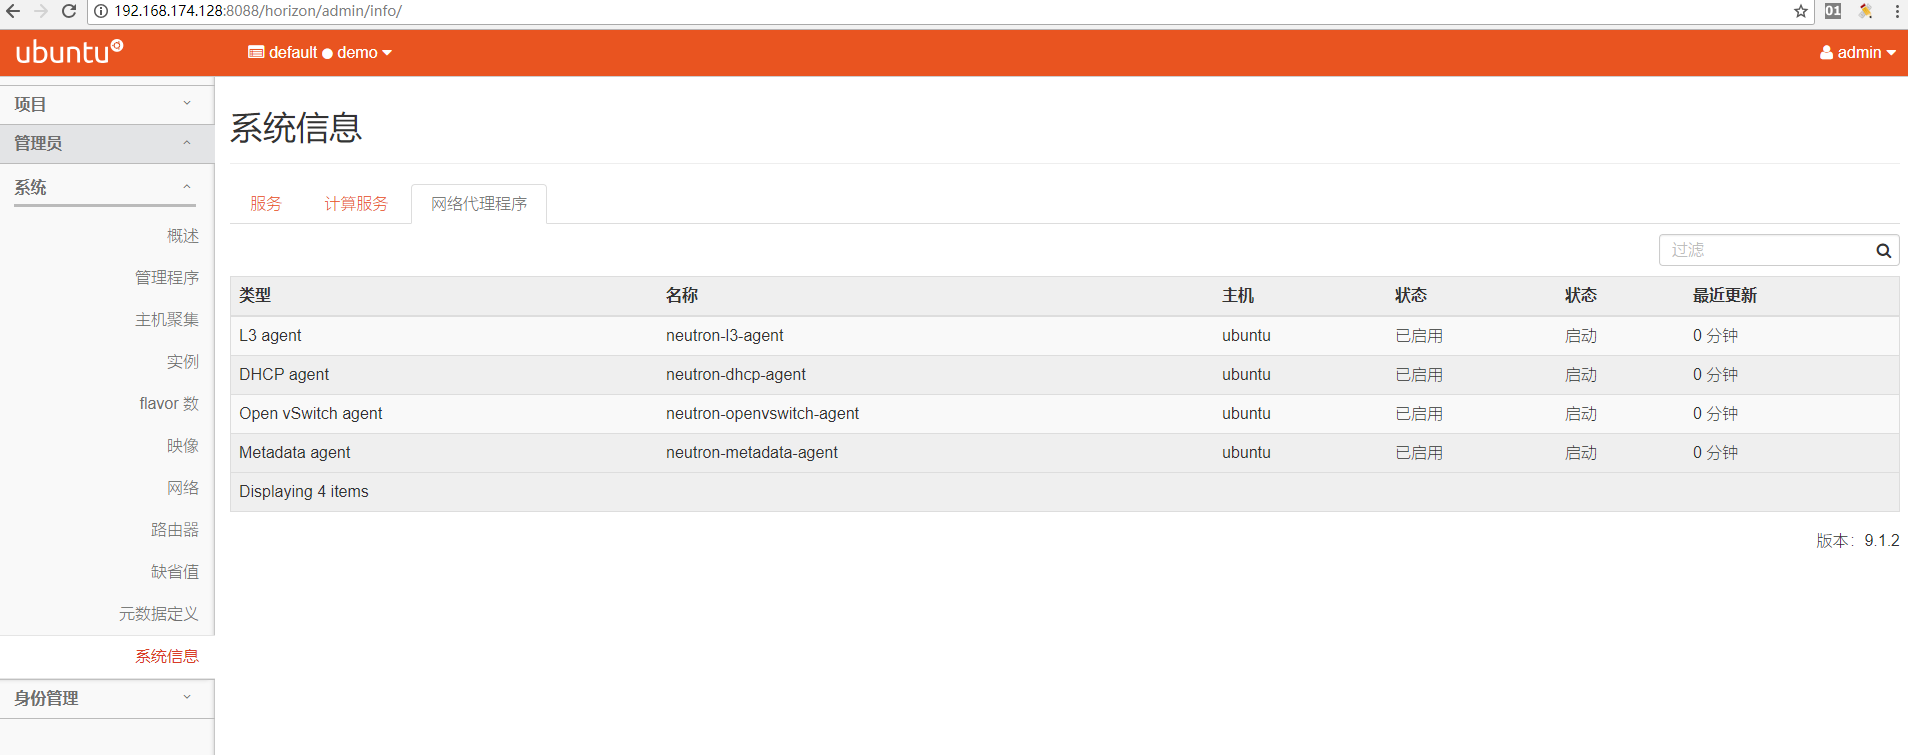 192.168.174.128:8088/horizon/admin/info/
01
ubuntu
default ● demo
admin
项目
管理员
系统
概述
管理程序
主机聚集
实例
flavor 数
映像
网络
路由器
缺省值
元数据定义
系统信息
身份管理
系统信息
服务 计算服务 网络代理程序
过滤
类型 名称 主机 状态 状态 最近更新
L3 agent neutron-l3-agent ubuntu 已启用 启动 0 分钟
DHCP agent neutron-dhcp-agent ubuntu 已启用 启动 0 分钟
Open vSwitch agent neutron-openvswitch-agent ubuntu 已启用 启动 0 分钟
Metadata agent neutron-metadata-agent ubuntu 已启用 启动 0 分钟
Displaying 4 items
版本：9.1.2